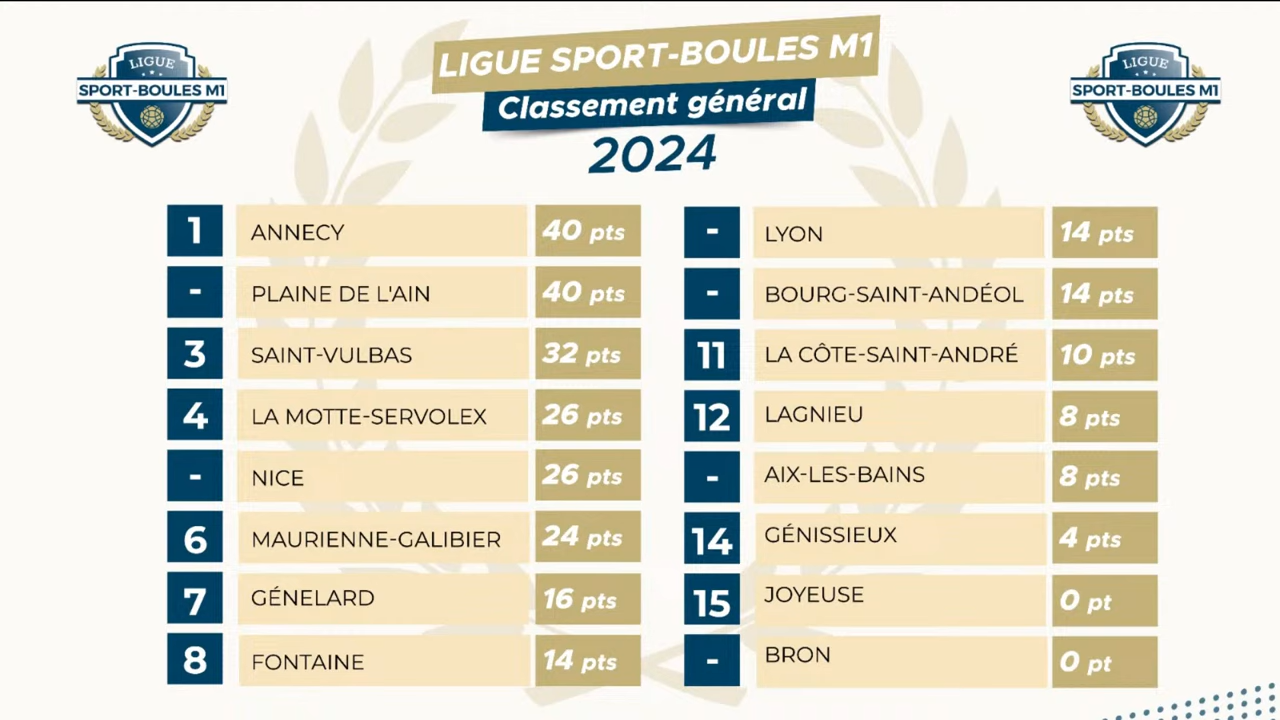 LIGUE SPORT-BOULES M1
Classement général
2024
LIGUE
SPORT-BOULES M1
LIGUE
SPORT-BOULES M1
1 ANNECY 40 pts
- PLAINE DE L'AIN 40 pts
3 SAINT-VULBAS 32 pts
4 LA MOTTE-SERVOLEX 26 pts
- NICE 26 pts
6 MAURIENNE-GALIBIER 24 pts
7 GÉNELARD 16 pts
8 FONTAINE 14 pts
- LYON 14 pts
- BOURG-SAINT-ANDÉOL 14 pts
11 LA CÔTE-SAINT-ANDRÉ 10 pts
12 LAGNIEU 8 pts
- AIX-LES-BAINS 8 pts
14 GÉNISSIEUX 4 pts
15 JOYEUSE 0 pt
- BRON 0 pt